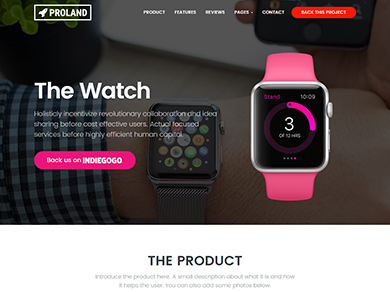 PROLAND
PRODUCT FEATURES REVIEWS PAGES CONTACT BACK THIS PROJECT
The Watch
Holisticly incentivize revolutionary collaboration and idea
sharing before cost effective users. Actual focused
services before highly efficient human capital.
Back us on INDIEGOGO
Stand 10:09
3
OF 12 HRS
THE PRODUCT
Introduce the product here. A small description about what it is and how
it helps the user. You can also add some photos below.